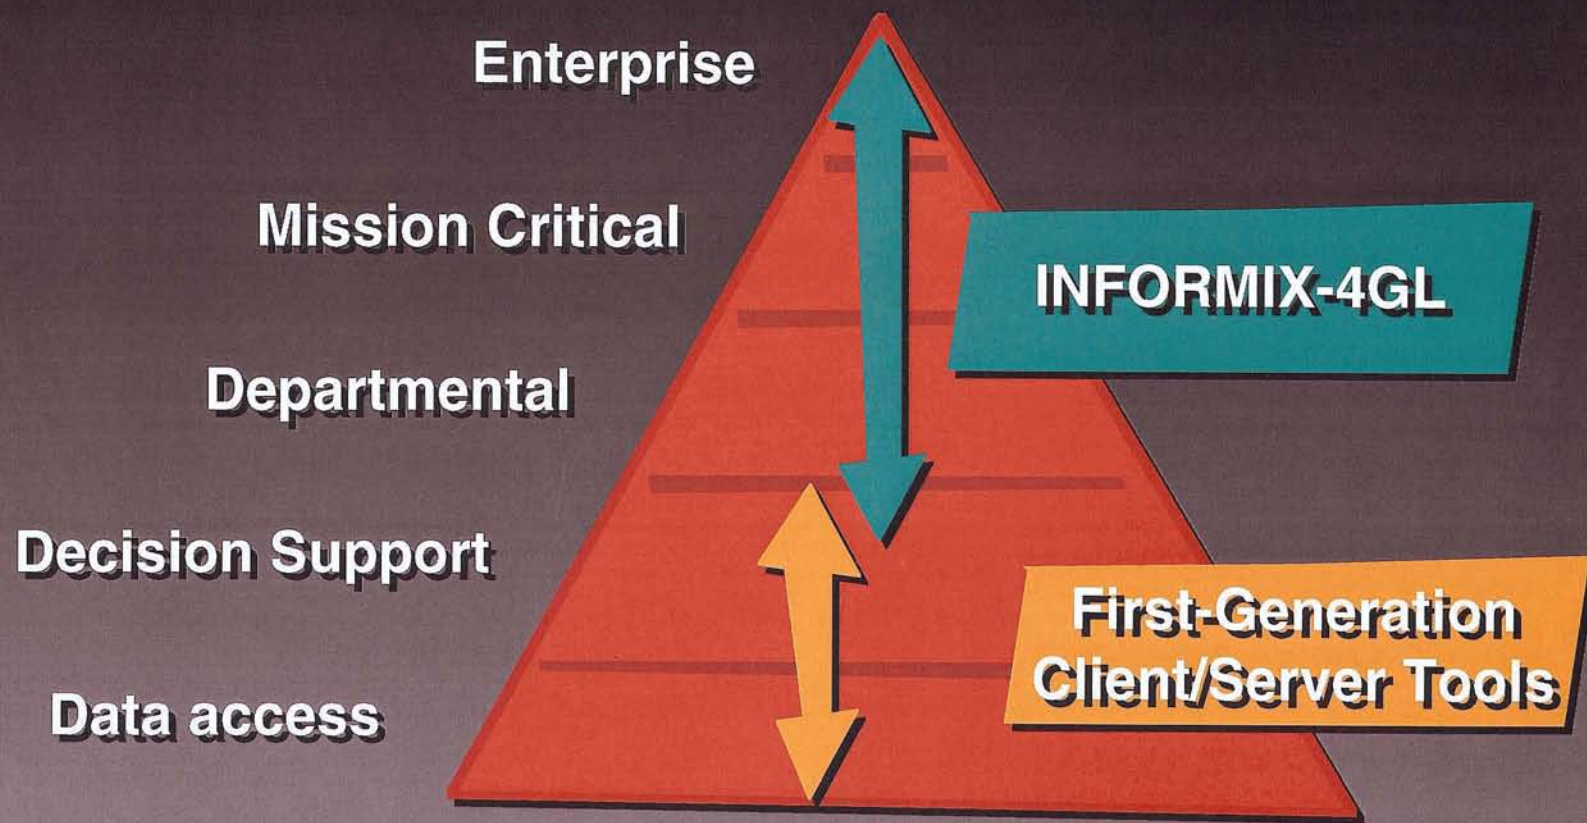 Enterprise
Mission Critical
INFORMIX-4GL
Departmental
Decision Support
First-Generation
Client/Server Tools
Data access